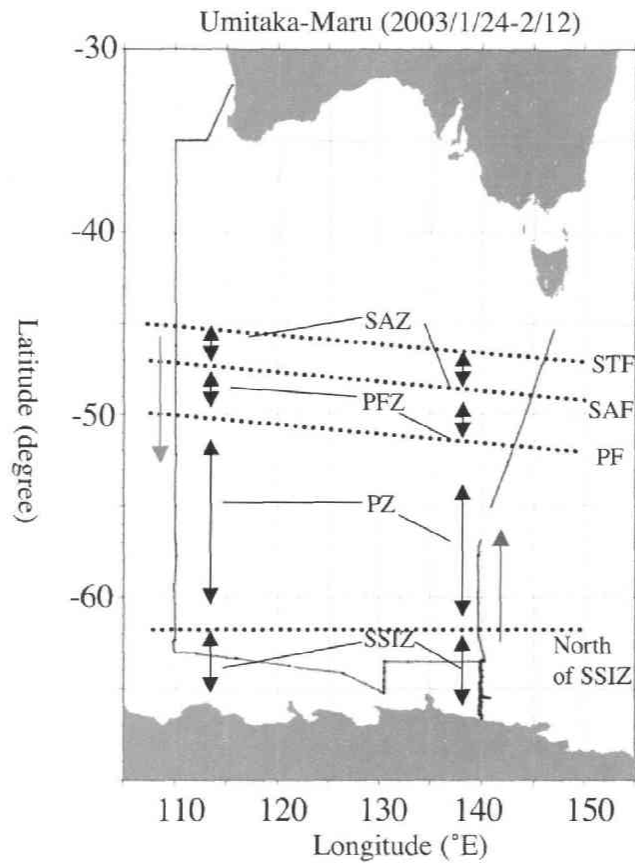 Umitaka-Maru (2003/1/24-2/12)
-30
-40
SAZ
STF
PFZ
SAF
-50
PF
PZ
-60
SSIZ
North
of SSIZ
Latitude (degree)
110 120 130 140 150
Longitude (°E)